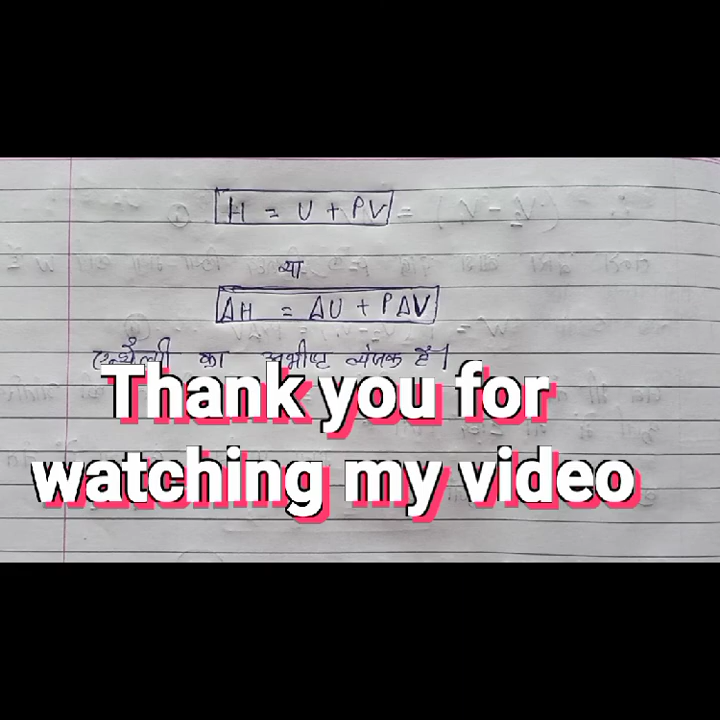 H = U + PV
या
ΔH = ΔU + PΔV
एन्थैल्पी का अभीष्ट व्यंजक है।
Thank you for
watching my video